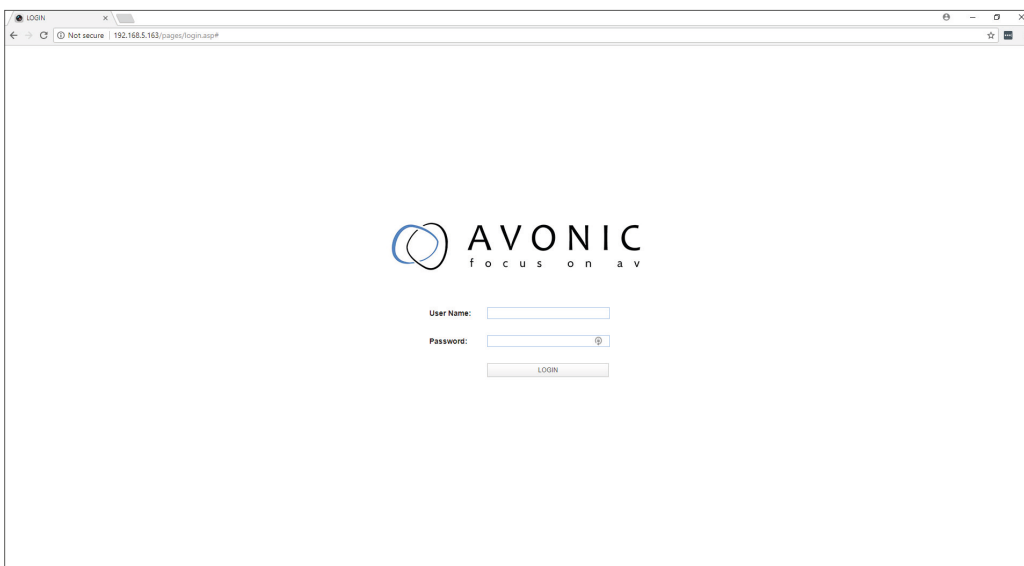 LOGIN
Not secure | 192.168.5.163/pages/login.asp#
AVONIC
focus on av
User Name:
Password:
LOGIN